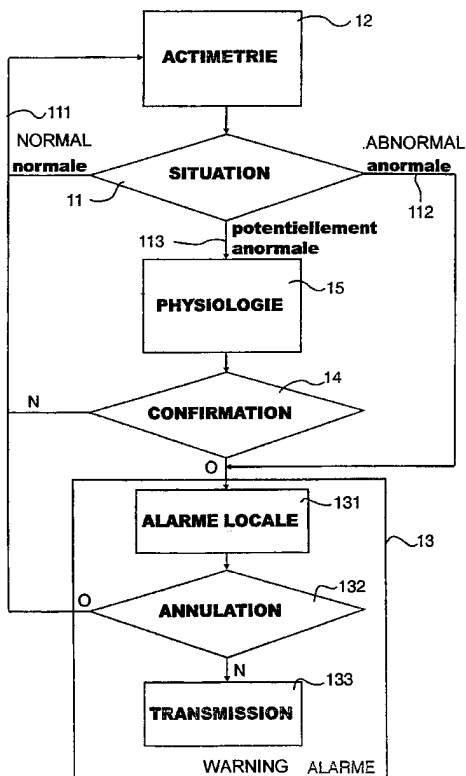 12
ACTIMETRIE
111
NORMAL
normale
SITUATION
.ABNORMAL
anormale
11
112
113
potentiellement
anormale
15
PHYSIOLOGIE
14
N
CONFIRMATION
O
131
ALARME LOCALE
13
132
O
ANNULATION
N
133
TRANSMISSION
WARNING ALARME